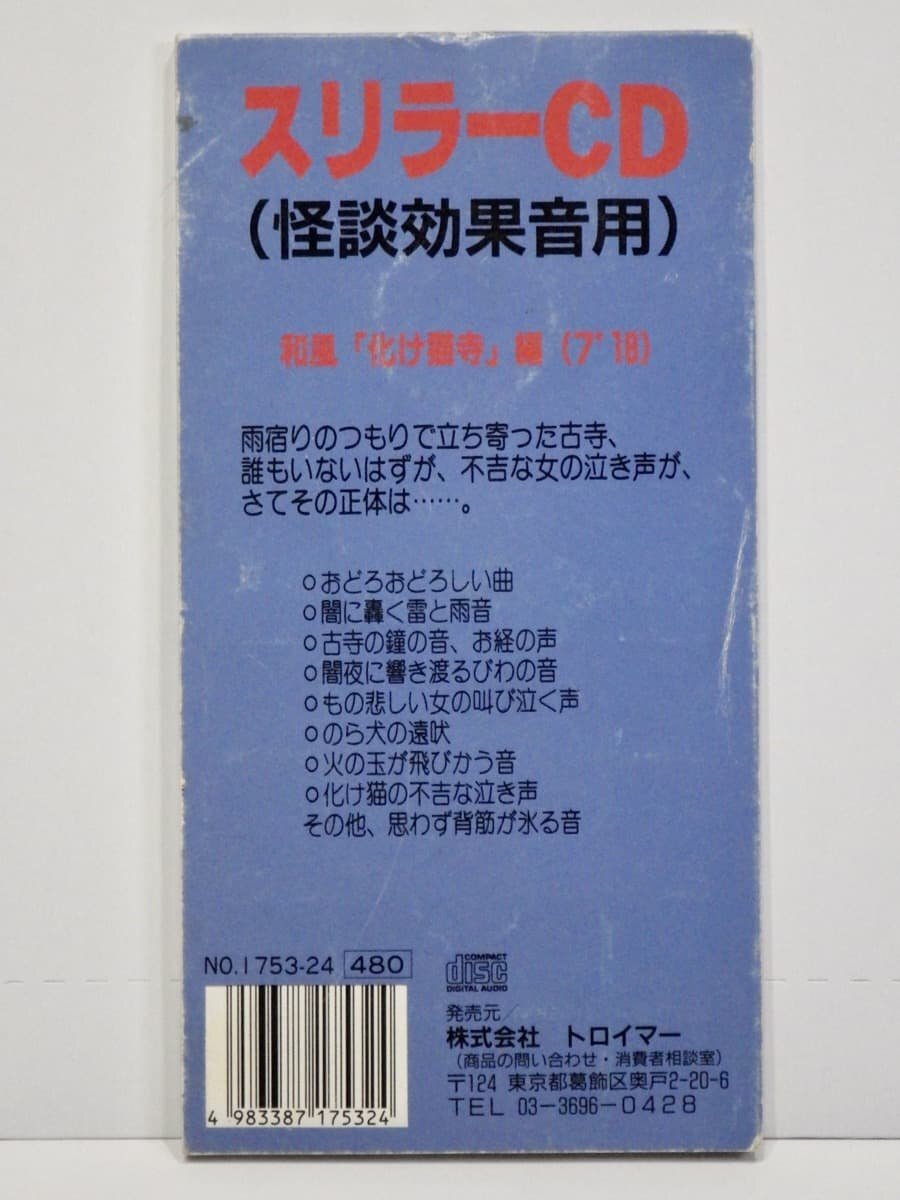 スリラーCD
(怪談効果音用)
和風「化け猫寺」編(7'18)
雨宿りのつもりで立ち寄った古寺、
誰もいないはずが、不吉な女の泣き声が、
さてその正体は……。
○おどろおどろしい曲
○闇に轟く雷と雨音
○古寺の鐘の音、お経の声
○闇夜に響き渡るびわの音
○もの悲しい女の叫び泣く声
○のら犬の遠吠
○火の玉が飛びかう音
○化け猫の不吉な泣き声
その他、思わず背筋が氷る音
NO.1753-24 480
COMPACT
disc
DIGITAL AUDIO
発売元/
株式会社 トロイマー
(商品の問い合わせ・消費者相談室)
〒124 東京都葛飾区奥戸2-20-6
TEL 03-3696-0428
4 983387 175324